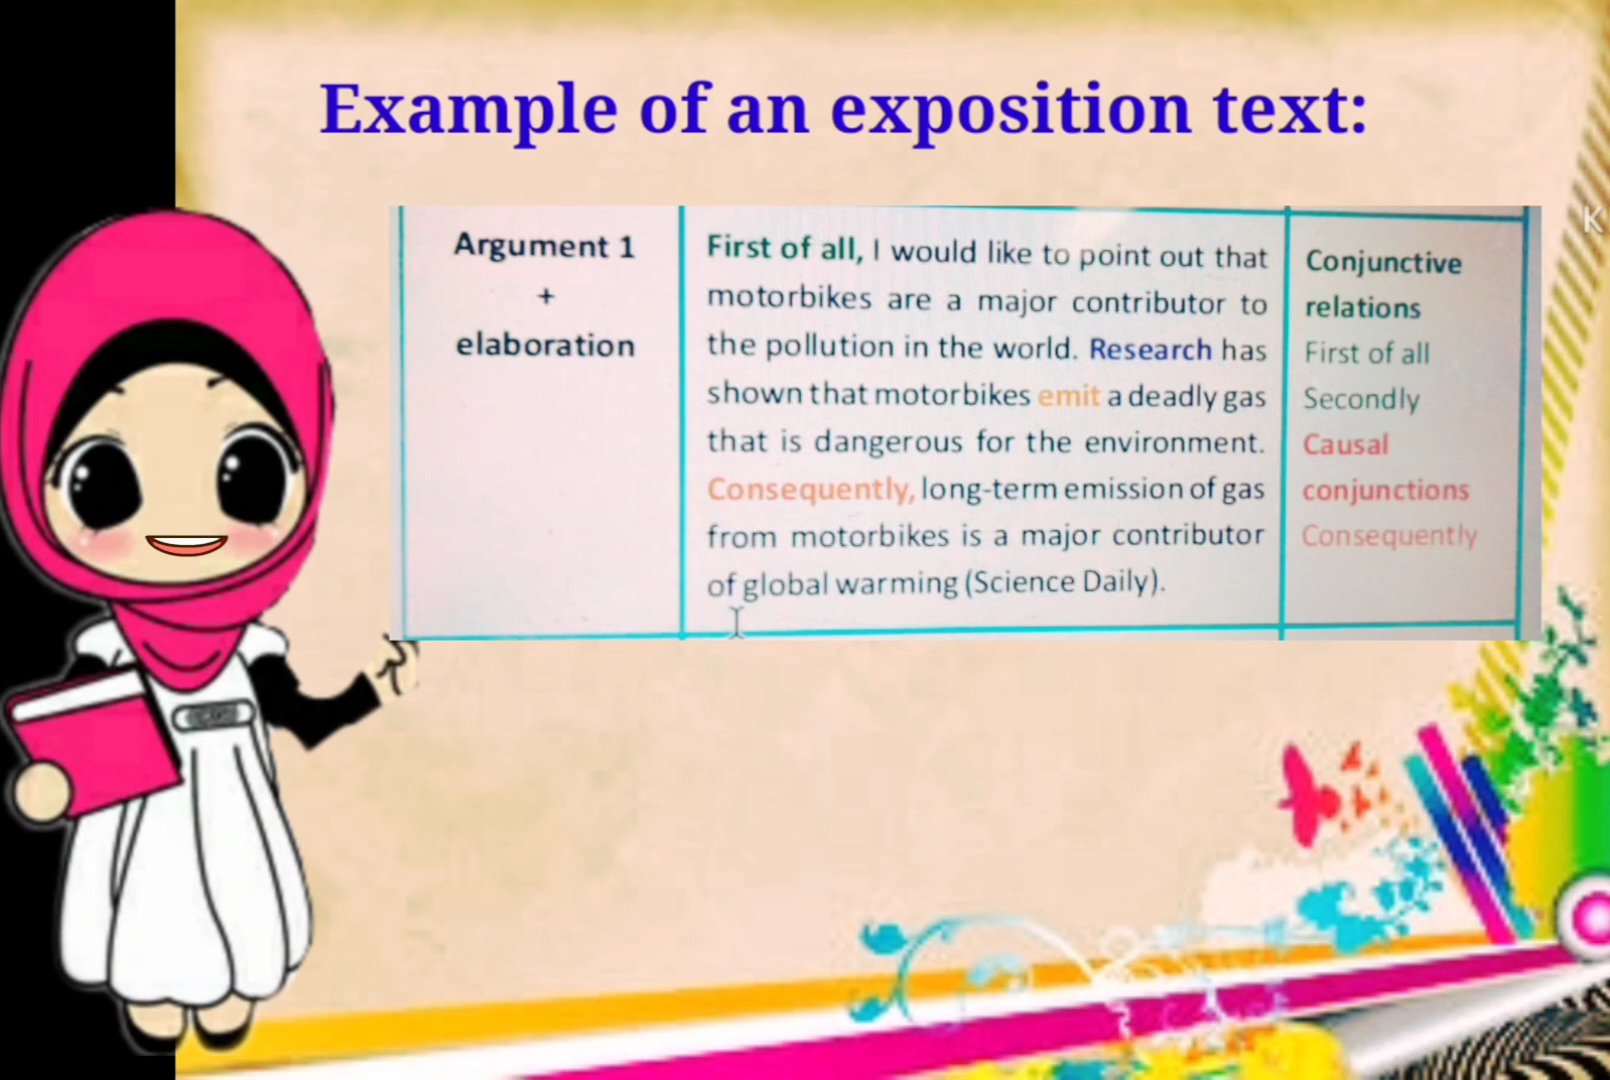 Example of an exposition text:
Argument 1
+
elaboration
First of all, I would like to point out that
motorbikes are a major contributor to
the pollution in the world. Research has
shown that motorbikes emit a deadly gas
that is dangerous for the environment.
Consequently, long-term emission of gas
from motorbikes is a major contributor
of global warming (Science Daily).
Conjunctive
relations
First of all
Secondly
Causal
conjunctions
Consequently
K